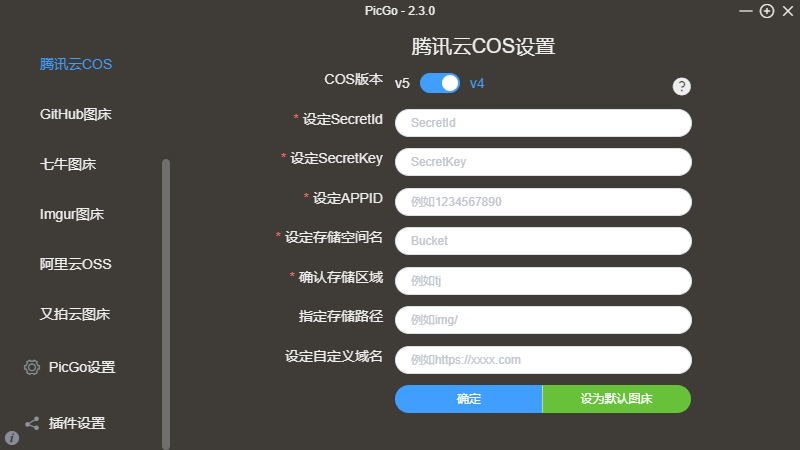 PicGo - 2.3.0
腾讯云COS
GitHub图床
七牛图床
Imgur图床
阿里云OSS
又拍云图床
PicGo设置
插件设置
腾讯云COS设置
COS版本 v5 v4 ?
* 设定SecretId SecretId
* 设定SecretKey SecretKey
* 设定APPID 例如1234567890
* 设定存储空间名 Bucket
* 确认存储区域 例如tj
指定存储路径 例如img/
设定自定义域名 例如https://xxxx.com
确定 设为默认图床